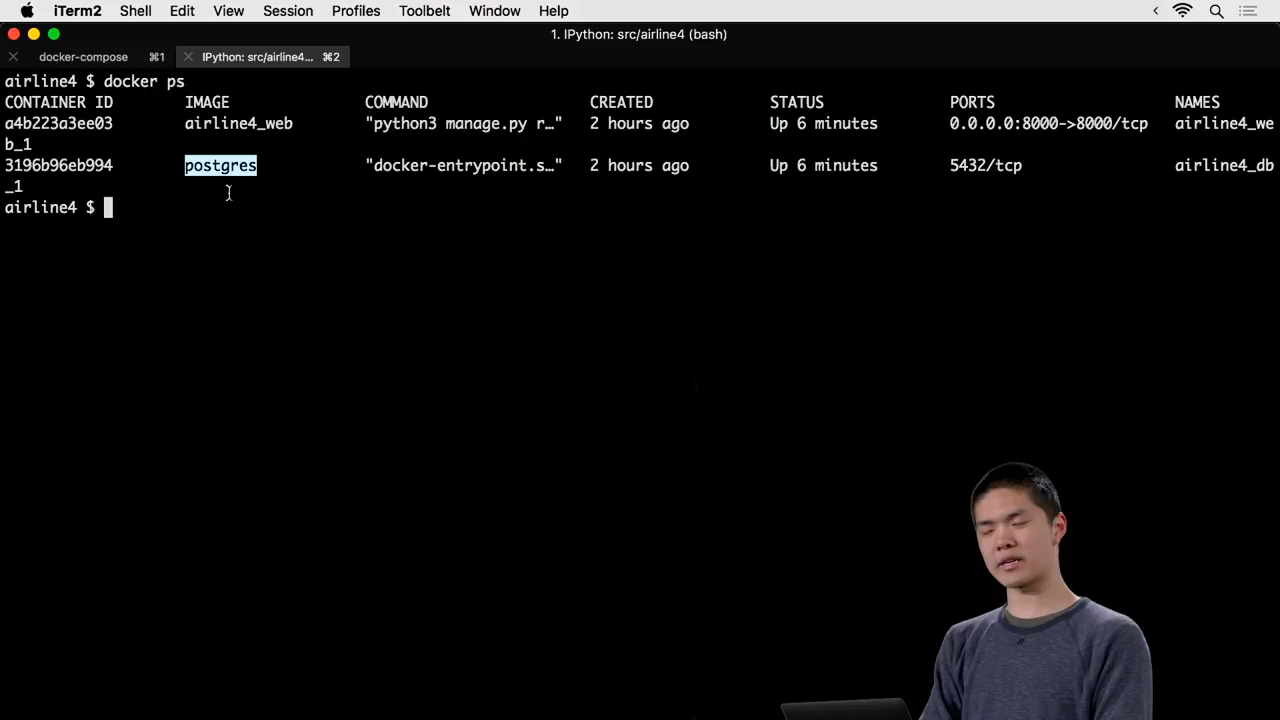 iTerm2 Shell Edit View Session Profiles Toolbelt Window Help
1. IPython: src/airline4 (bash)
docker-compose ⌘1 IPython: src/airline4... ⌘2
airline4 $ docker ps
CONTAINER ID IMAGE COMMAND CREATED STATUS PORTS NAMES
a4b223a3ee03 airline4_web "python3 manage.py r…" 2 hours ago Up 6 minutes 0.0.0.0:8000->8000/tcp airline4_we
b_1
3196b96eb994 postgres "docker-entrypoint.s…" 2 hours ago Up 6 minutes 5432/tcp airline4_db
_1
airline4 $